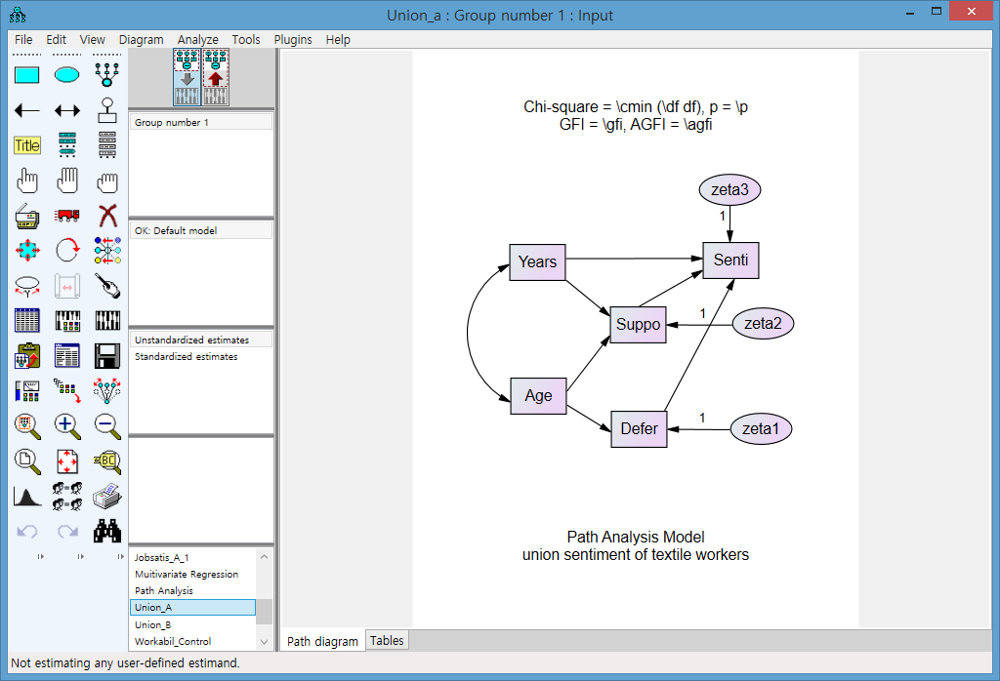 Union_a : Group number 1 : Input
File Edit View Diagram Analyze Tools Plugins Help
Title
Group number 1
OK: Default model
Unstandardized estimates
Standardized estimates
Jobsatis_A_1
Muitivariate Regression
Path Analysis
Union_A
Union_B
Workabil_Control
Chi-square = \cmin (\df df), p = \p
GFI = \gfi, AGFI = \agfi
zeta3
1
Years
Senti
Suppo
1
zeta2
Age
Defer
1
zeta1
Path Analysis Model
union sentiment of textile workers
Path diagram
Tables
Not estimating any user-defined estimand.